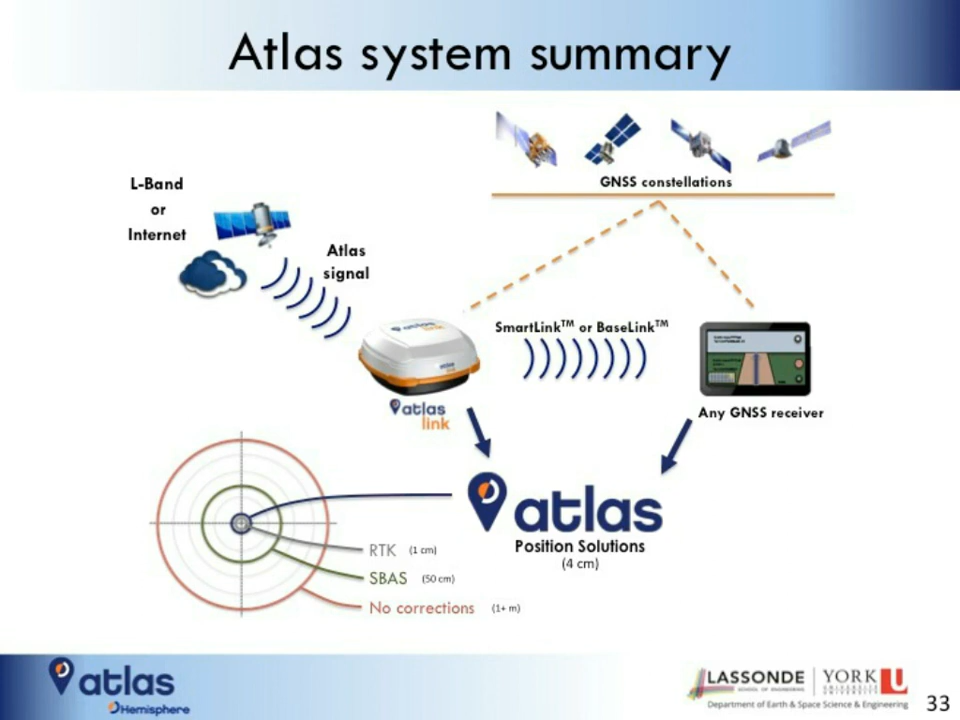 Atlas system summary
GNSS constellations
L-Band
or
Internet
Atlas
signal
SmartLink™ or BaseLink™
atlas
link
atlas
link
Any GNSS receiver
atlas
Position Solutions
(4 cm)
RTK (1 cm)
SBAS (50 cm)
No corrections (1+ m)
atlas
Hemisphere
LASSONDE
SCHOOL OF ENGINEERING
YORK U
Department of Earth & Space Science & Engineering
33